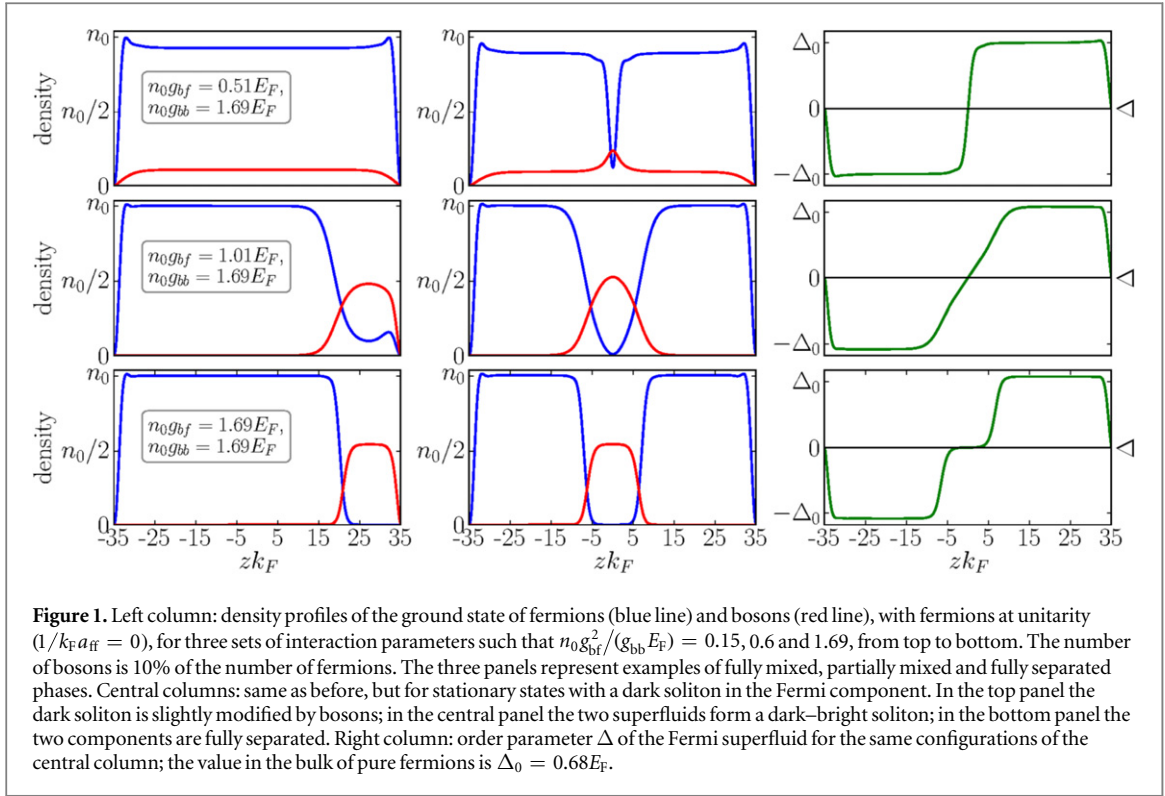 n₀
n₀/2
0
density
n₀g_bf = 0.51E_F,
n₀g_bb = 1.69E_F
n₀
n₀/2
0
Δ₀
0
−Δ₀
Δ
n₀
n₀/2
0
density
n₀g_bf = 1.01E_F,
n₀g_bb = 1.69E_F
n₀
n₀/2
0
Δ₀
0
−Δ₀
Δ
n₀
n₀/2
0
density
n₀g_bf = 1.69E_F,
n₀g_bb = 1.69E_F
n₀
n₀/2
0
Δ₀
0
−Δ₀
Δ
-35 -25 -15 -5 5 15 25 35
zk_F
-35 -25 -15 -5 5 15 25 35
zk_F
-35 -25 -15 -5 5 15 25 35
zk_F
Figure 1. Left column: density profiles of the ground state of fermions (blue line) and bosons (red line), with fermions at unitarity
(1/k_F a_ff = 0), for three sets of interaction parameters such that n₀g²_bf/(g_bb E_F) = 0.15, 0.6 and 1.69, from top to bottom. The number
of bosons is 10% of the number of fermions. The three panels represent examples of fully mixed, partially mixed and fully separated
phases. Central columns: same as before, but for stationary states with a dark soliton in the Fermi component. In the top panel the
dark soliton is slightly modified by bosons; in the central panel the two superfluids form a dark–bright soliton; in the bottom panel the
two components are fully separated. Right column: order parameter Δ of the Fermi superfluid for the same configurations of the
central column; the value in the bulk of pure fermions is Δ₀ = 0.68E_F.